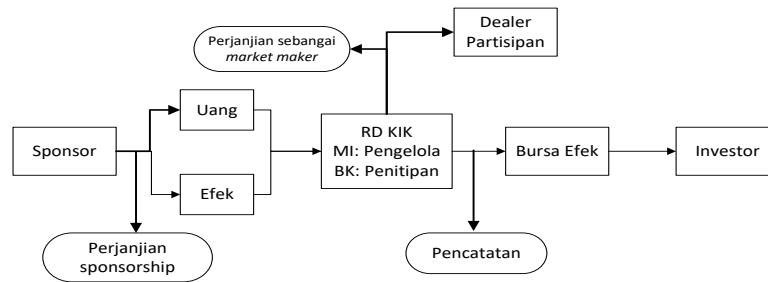 Perjanjian sebagai
market maker
Dealer
Partisipan
Uang
Sponsor
RD KIK
MI: Pengelola
BK: Penitipan
Bursa Efek
Investor
Efek
Perjanjian
sponsorship
Pencatatan